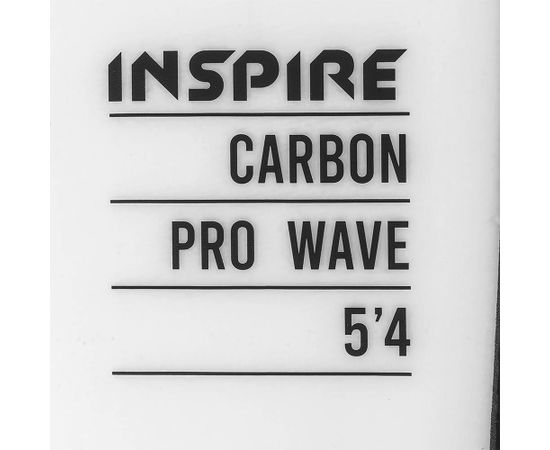 INSPIRE
CARBON
PRO WAVE
5’4